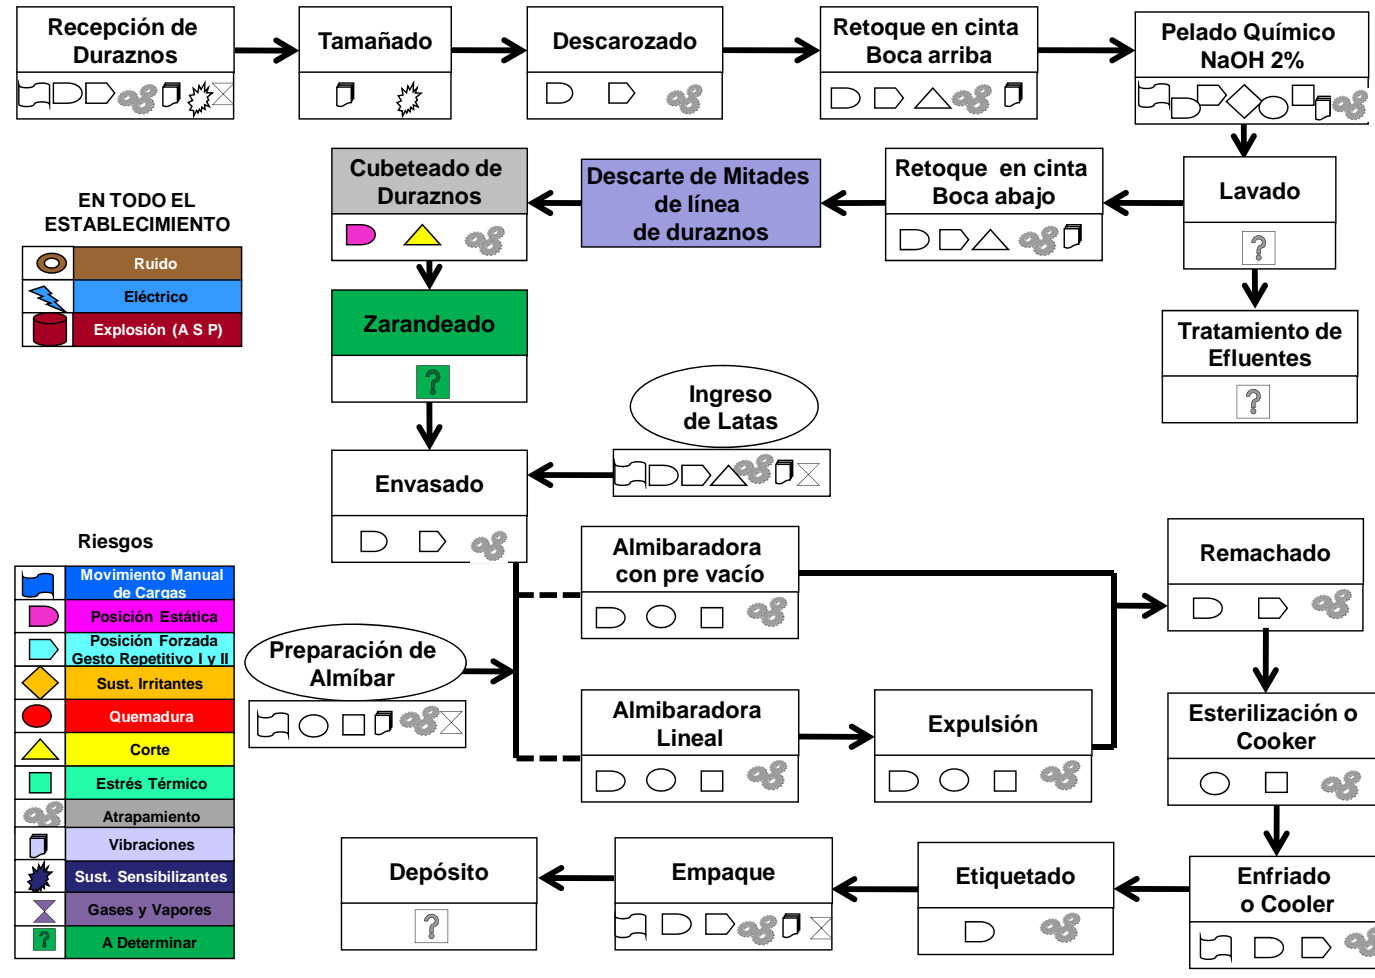 Recepción de
Duraznos
Tamañado
Descarozado
Retoque en cinta
Boca arriba
Pelado Químico
NaOH 2%
Cubeteado de
Duraznos
Descarte de Mitades
de línea
de duraznos
Retoque en cinta
Boca abajo
Lavado
?
EN TODO EL
ESTABLECIMIENTO
Ruido
Eléctrico
Explosión (A S P)
Zarandeado
?
Tratamiento de
Efluentes
?
Ingreso
de Latas
Envasado
Riesgos
Movimiento Manual
de Cargas
Posición Estática
Posición Forzada
Gesto Repetitivo I y II
Sust. Irritantes
Quemadura
Corte
Estrés Térmico
Atrapamiento
Vibraciones
Sust. Sensibilizantes
Gases y Vapores
?
A Determinar
Almibaradora
con pre vacío
Remachado
Preparación de
Almíbar
Almibaradora
Lineal
Expulsión
Esterilización o
Cooker
Depósito
?
Empaque
Etiquetado
Enfriado
o Cooler